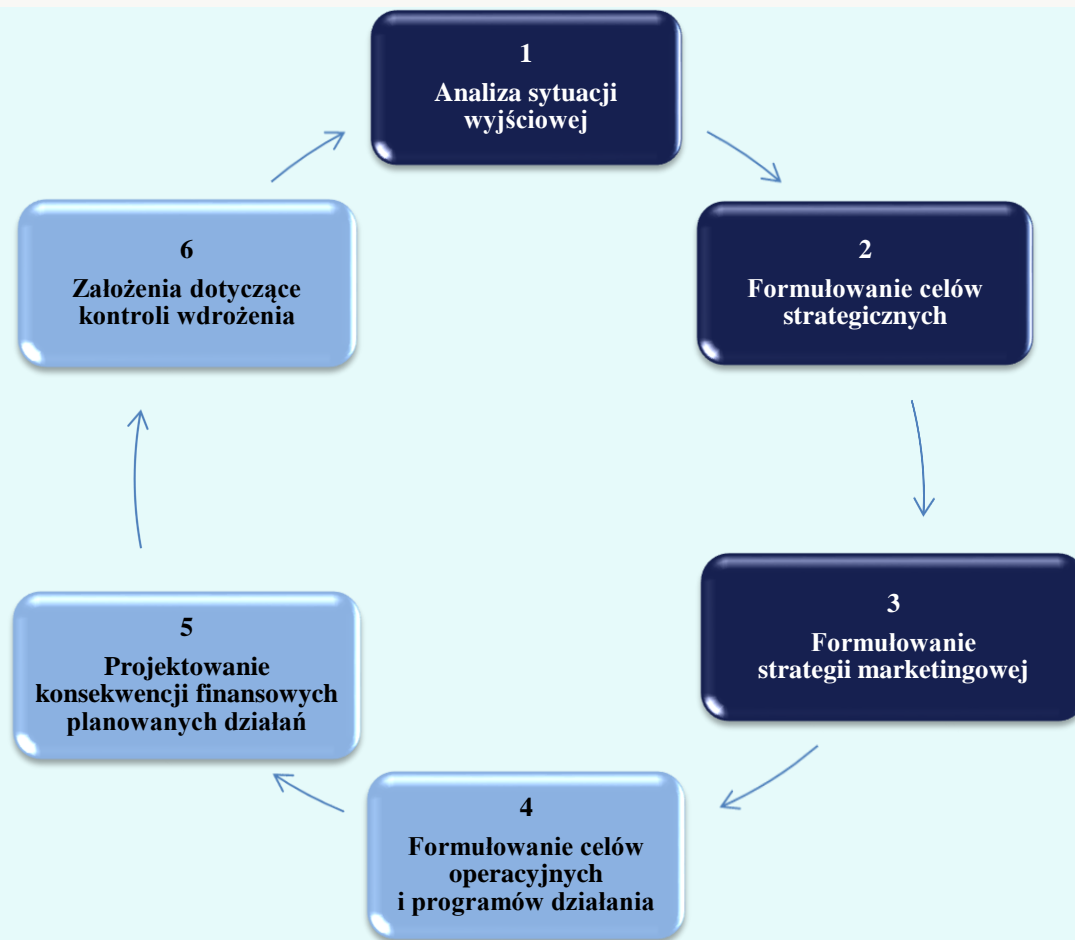 1
Analiza sytuacji
wyjściowej
2
Formułowanie celów
strategicznych
3
Formułowanie
strategii marketingowej
4
Formułowanie celów
operacyjnych
i programów działania
5
Projektowanie
konsekwencji finansowych
planowanych działań
6
Założenia dotyczące
kontroli wdrożenia